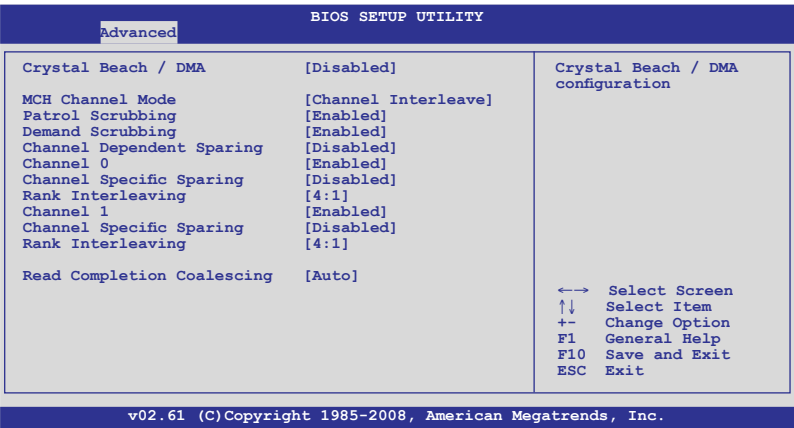 BIOS SETUP UTILITY
Advanced
Crystal Beach / DMA [Disabled]
MCH Channel Mode [Channel Interleave]
Patrol Scrubbing [Enabled]
Demand Scrubbing [Enabled]
Channel Dependent Sparing [Disabled]
Channel 0 [Enabled]
Channel Specific Sparing [Disabled]
Rank Interleaving [4:1]
Channel 1 [Enabled]
Channel Specific Sparing [Disabled]
Rank Interleaving [4:1]
Read Completion Coalescing [Auto]
Crystal Beach / DMA
configuration
←→ Select Screen
↑↓ Select Item
+- Change Option
F1 General Help
F10 Save and Exit
ESC Exit
v02.61 (C)Copyright 1985-2008, American Megatrends, Inc.